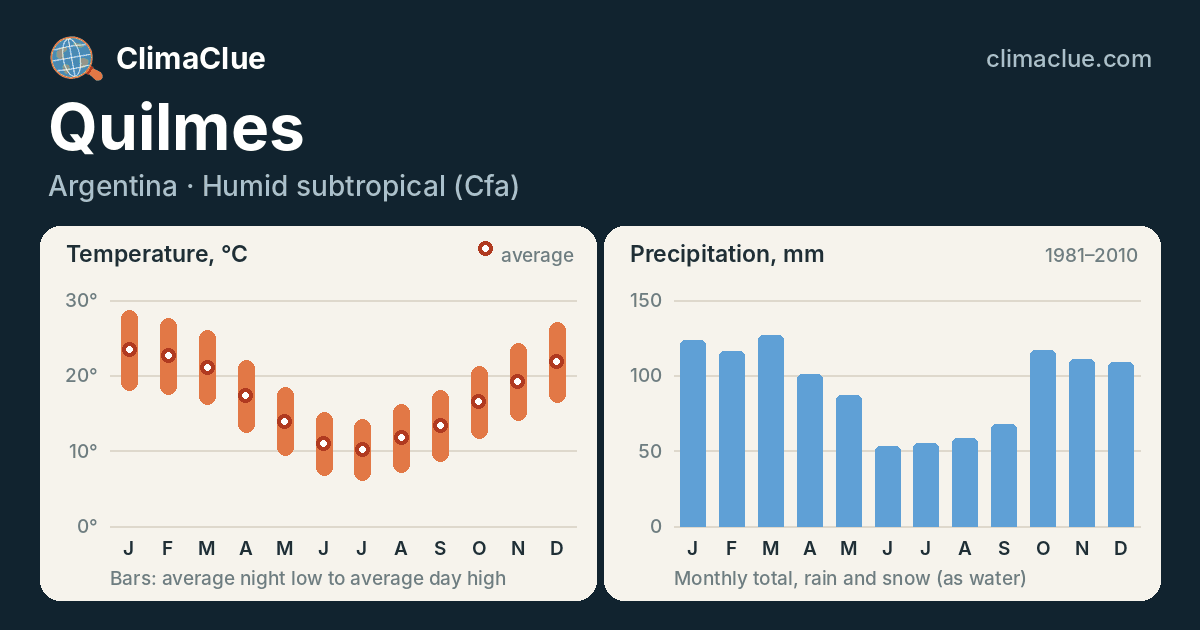 ClimaClue
climaclue.com
Quilmes
Argentina · Humid subtropical (Cfa)
Temperature, °C
average
30°
20°
10°
0°
J F M A M J J A S O N D
Bars: average night low to average day high
Precipitation, mm
1981–2010
150
100
50
0
J F M A M J J A S O N D
Monthly total, rain and snow (as water)